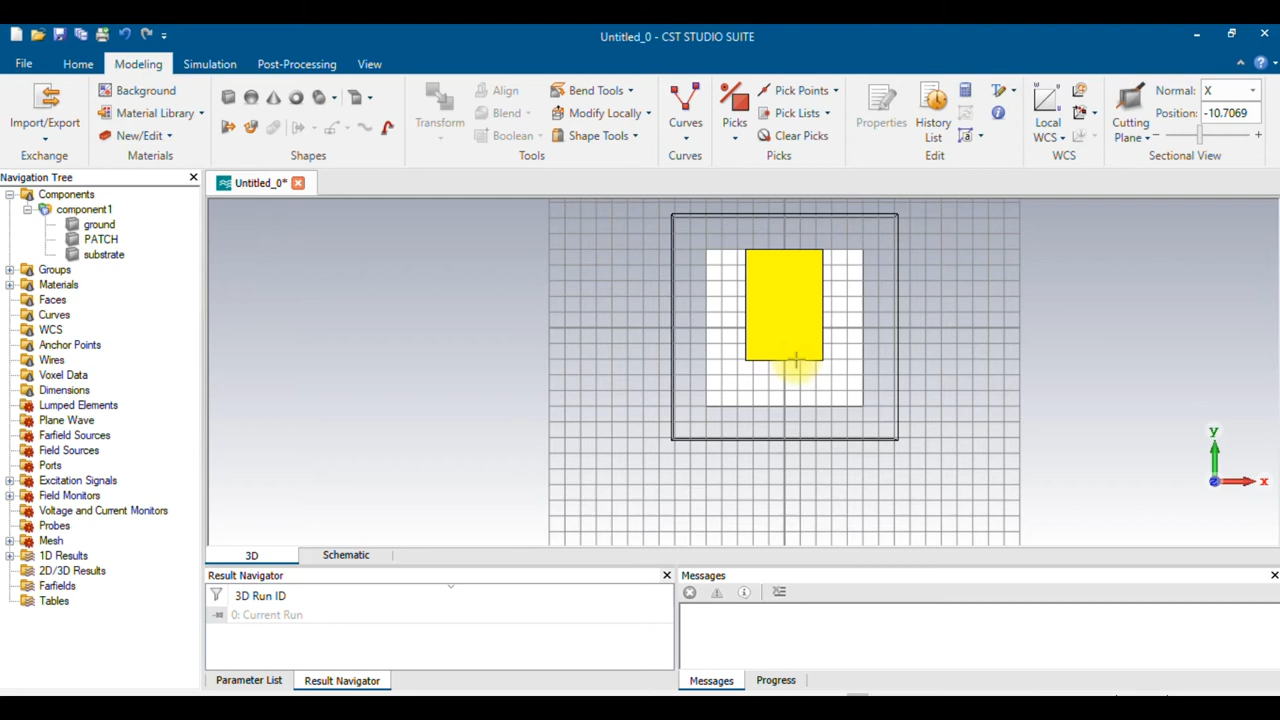 Untitled_0 - CST STUDIO SUITE
File Home Modeling Simulation Post-Processing View
Import/Export
Exchange
Background
Material Library
New/Edit
Materials
Shapes
Transform
Align
Blend
Boolean
Bend Tools
Modify Locally
Shape Tools
Tools
Curves
Curves
Picks
Pick Points
Pick Lists
Clear Picks
Picks
Properties
History
List
Edit
Local
WCS
WCS
Cutting
Plane
Normal: X
Position: -10.7069
Sectional View
Navigation Tree
Untitled_0*
Components
component1
ground
PATCH
substrate
Groups
Materials
Faces
Curves
WCS
Anchor Points
Wires
Voxel Data
Dimensions
Lumped Elements
Plane Wave
Farfield Sources
Field Sources
Ports
Excitation Signals
Field Monitors
Voltage and Current Monitors
Probes
Mesh
1D Results
2D/3D Results
Farfields
Tables
y
z
x
3D Schematic
Result Navigator
3D Run ID
0: Current Run
Parameter List Result Navigator
Messages
Messages Progress